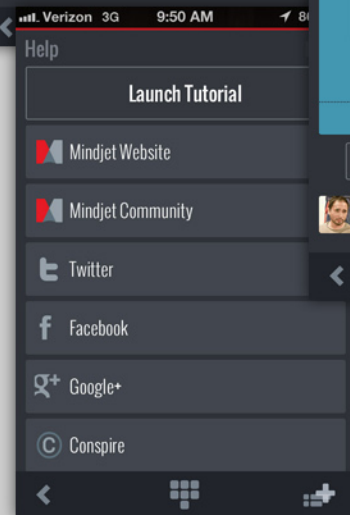 Verizon 3G 9:50 AM
Help
Launch Tutorial
Mindjet Website
Mindjet Community
Twitter
Facebook
Google+
Conspire